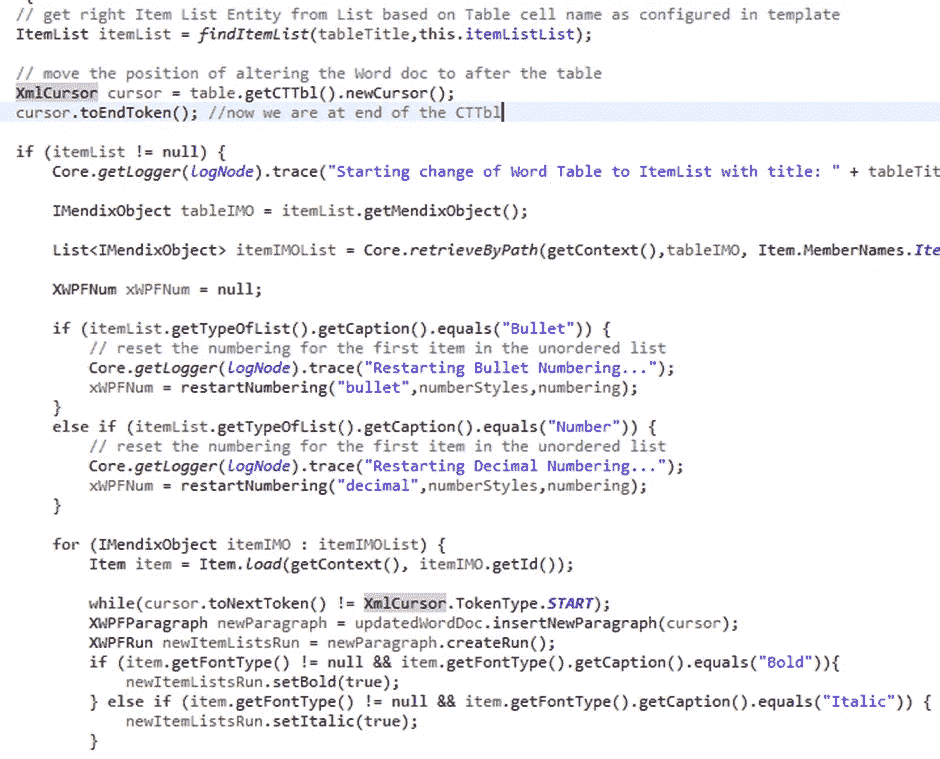 // get right Item List Entity from List based on Table cell name as configured in template
ItemList itemList = findItemList(tableTitle,this.itemListList);
// move the position of altering the Word doc to after the table
XmlCursor cursor = table.getCTTbl().newCursor();
cursor.toEndToken(); //now we are at end of the CTTbl
if (itemList != null) {
Core.getLogger(logNode).trace("Starting change of Word Table to ItemList with title: " + tableTit
IMendixObject tableIMO = itemList.getMendixObject();
List<IMendixObject> itemIMOList = Core.retrieveByPath(getContext(),tableIMO, Item.MemberNames.Ite
XWPFNum xWPFNum = null;
if (itemList.getTypeOfList().getCaption().equals("Bullet")) {
// reset the numbering for the first item in the unordered list
Core.getLogger(logNode).trace("Restarting Bullet Numbering...");
xWPFNum = restartNumbering("bullet",numberStyles,numbering);
}
else if (itemList.getTypeOfList().getCaption().equals("Number")) {
// reset the numbering for the first item in the unordered list
Core.getLogger(logNode).trace("Restarting Decimal Numbering...");
xWPFNum = restartNumbering("decimal",numberStyles,numbering);
}
for (IMendixObject itemIMO : itemIMOList) {
Item item = Item.load(getContext(), itemIMO.getId());
while(cursor.toNextToken() != XmlCursor.TokenType.START);
XWPFParagraph newParagraph = updatedWordDoc.insertNewParagraph(cursor);
XWPFRun newItemListsRun = newParagraph.createRun();
if (item.getFontType() != null && item.getFontType().getCaption().equals("Bold")){
newItemListsRun.setBold(true);
} else if (item.getFontType() != null && item.getFontType().getCaption().equals("Italic")) {
newItemListsRun.setItalic(true);
}